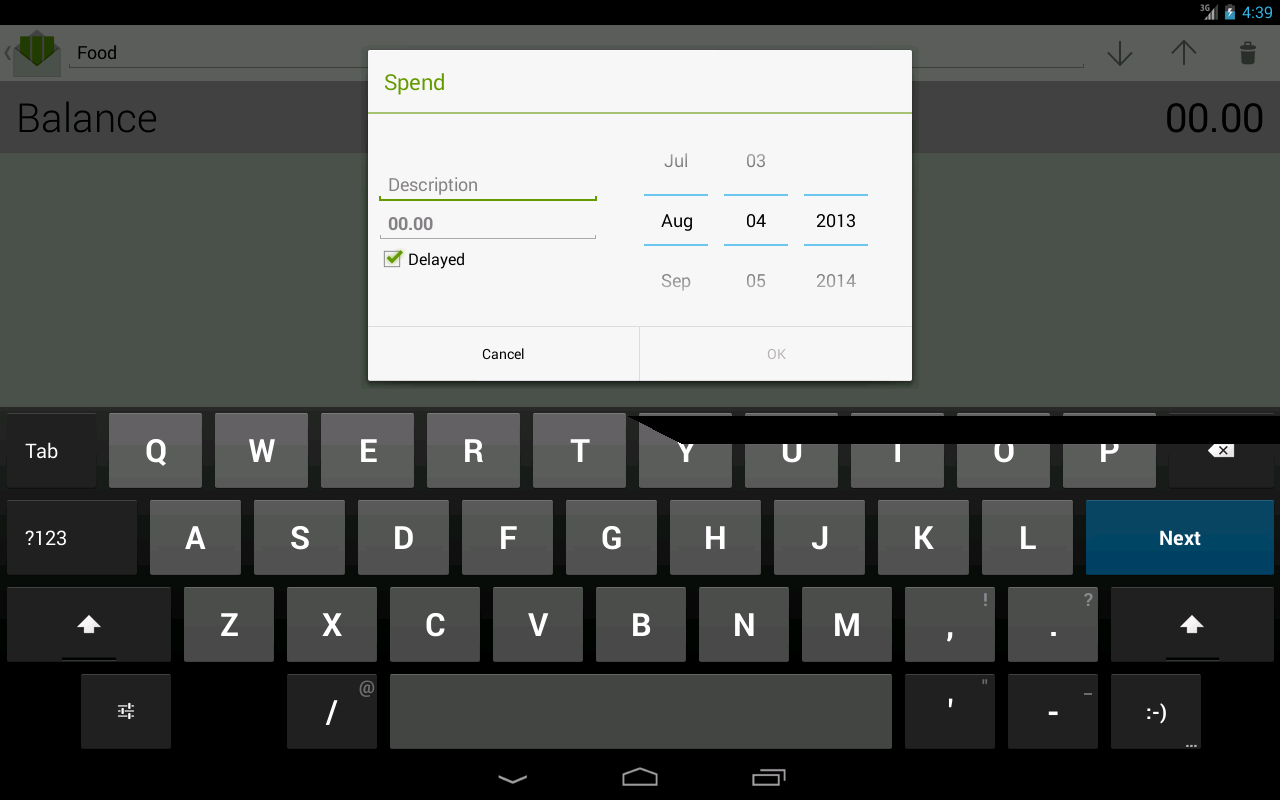 3G 4:39
Food
Balance 00.00
Spend
Description
00.00
Delayed
Jul 03
Aug 04 2013
Sep 05 2014
Cancel OK
Tab Q W E R T Y U I O P
?123 A S D F G H J K L Next
Z X C V B N M , ! . ?
/ @ ' " - _ :-) ...